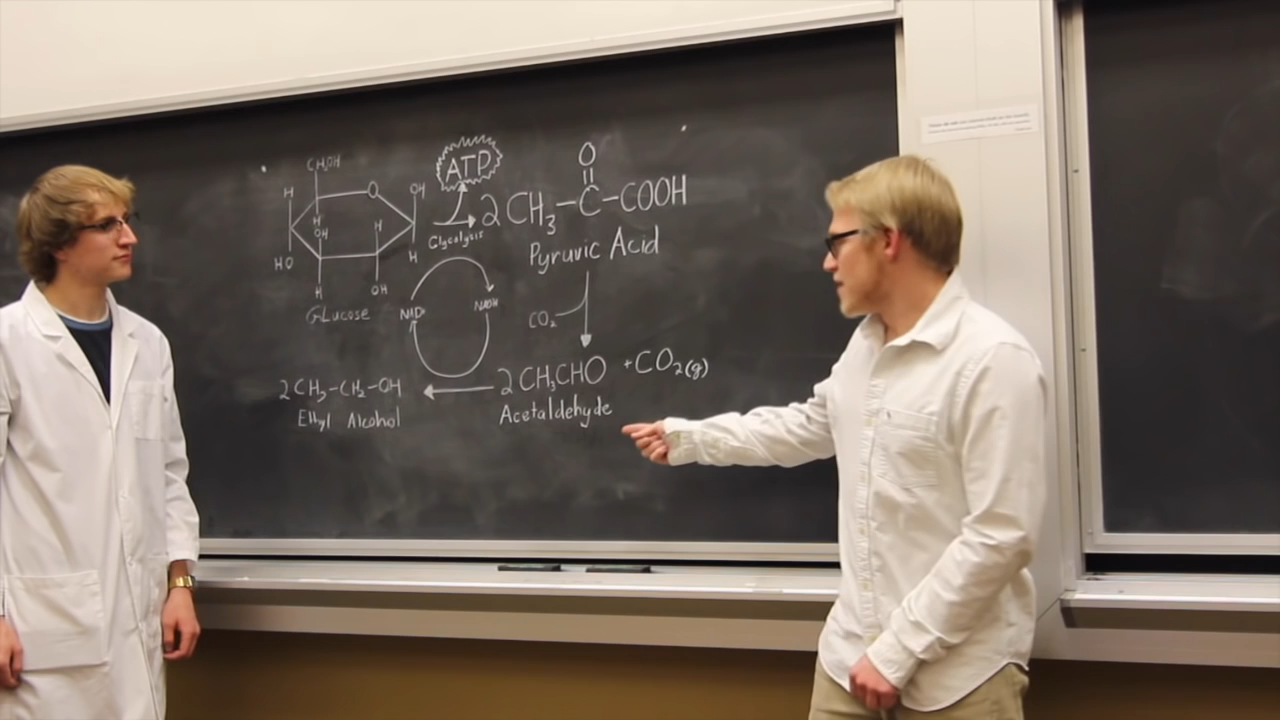 CH₂OH
ATP
H
O
OH
H
OH
H
HO
H
H
OH
Glucose
Glycolysis
2 CH₃-C-COOH
O
Pyruvic Acid
NAD
NADH
CO₂
2 CH₃-CH₂-OH
Ethyl Alcohol
2 CH₃CHO + CO₂(g)
Acetaldehyde